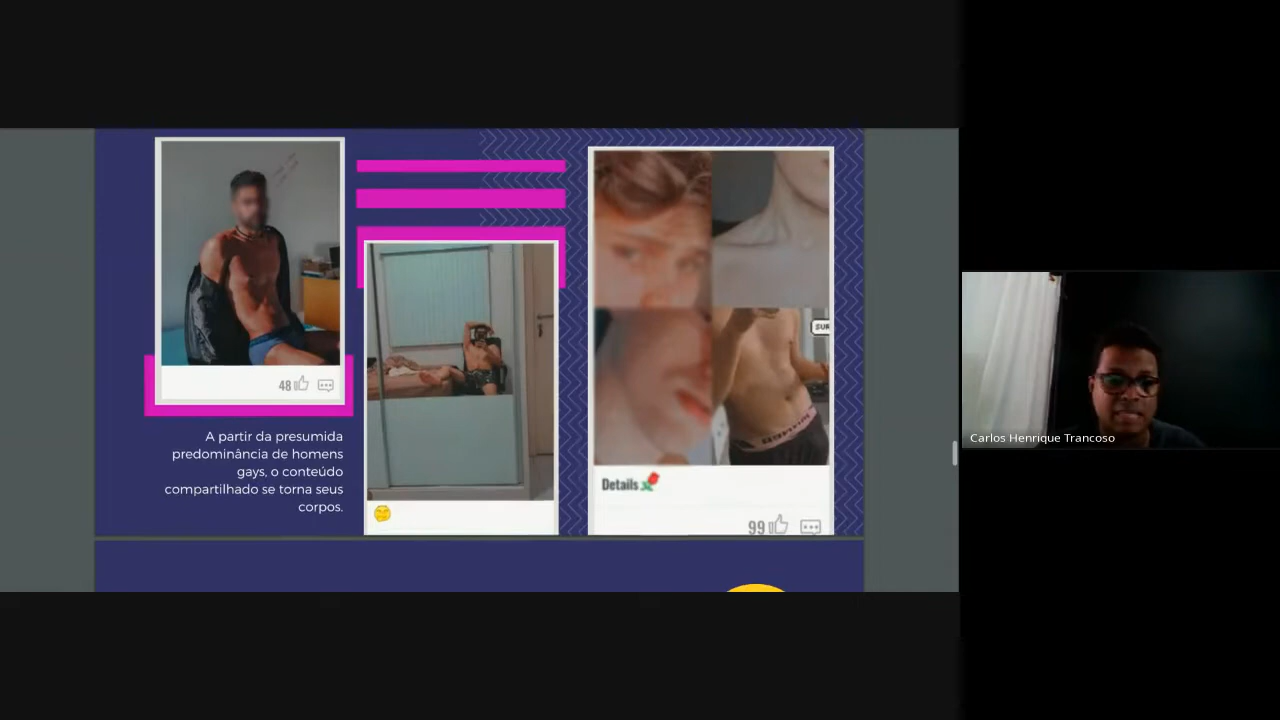 48
A partir da presumida
predominância de homens
gays, o conteúdo
compartilhado se torna seus
corpos.
SUR
Details
99
Carlos Henrique Trancoso